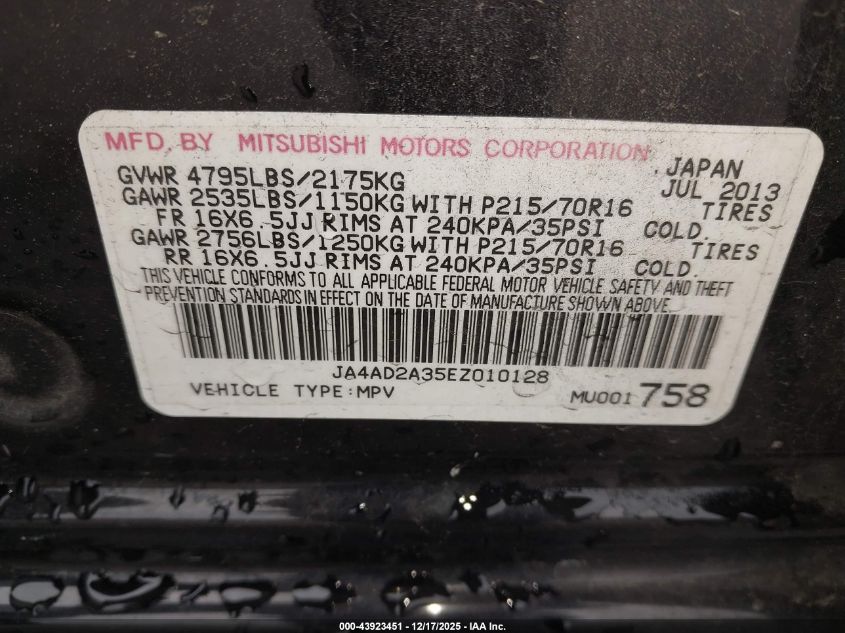 MFD. BY MITSUBISHI MOTORS CORPORATION. JAPAN
GVWR 4795LBS/2175KG JUL 2013
GAWR 2535LBS/1150KG WITH P215/70R16 TIRES
FR 16X6.5JJ RIMS AT 240KPA/35PSI COLD.
GAWR 2756LBS/1250KG WITH P215/70R16 TIRES
RR 16X6.5JJ RIMS AT 240KPA/35PSI COLD.
THIS VEHICLE CONFORMS TO ALL APPLICABLE FEDERAL MOTOR VEHICLE SAFETY AND THEFT
PREVENTION STANDARDS IN EFFECT ON THE DATE OF MANUFACTURE SHOWN ABOVE.
JA4AD2A35EZ010128
VEHICLE TYPE:MPV MU001 758
000-43923451 - 12/17/2025 - IAA Inc.